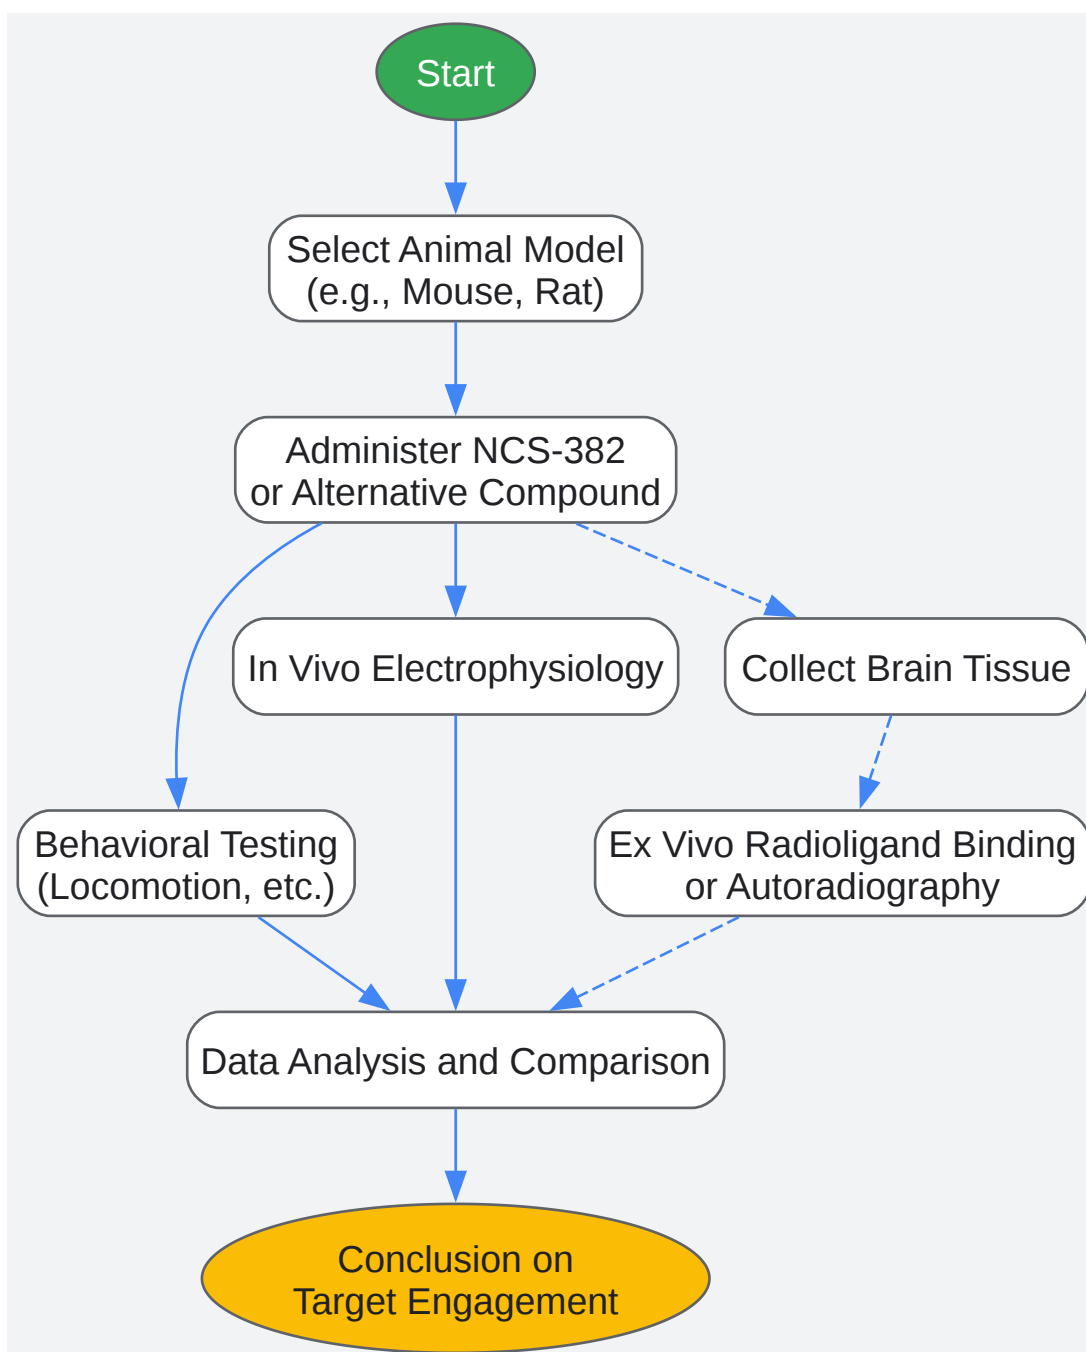 Start
Select Animal Model
(e.g., Mouse, Rat)
Administer NCS-382
or Alternative Compound
In Vivo Electrophysiology
Collect Brain Tissue
Behavioral Testing
(Locomotion, etc.)
Ex Vivo Radioligand Binding
or Autoradiography
Data Analysis and Comparison
Conclusion on
Target Engagement